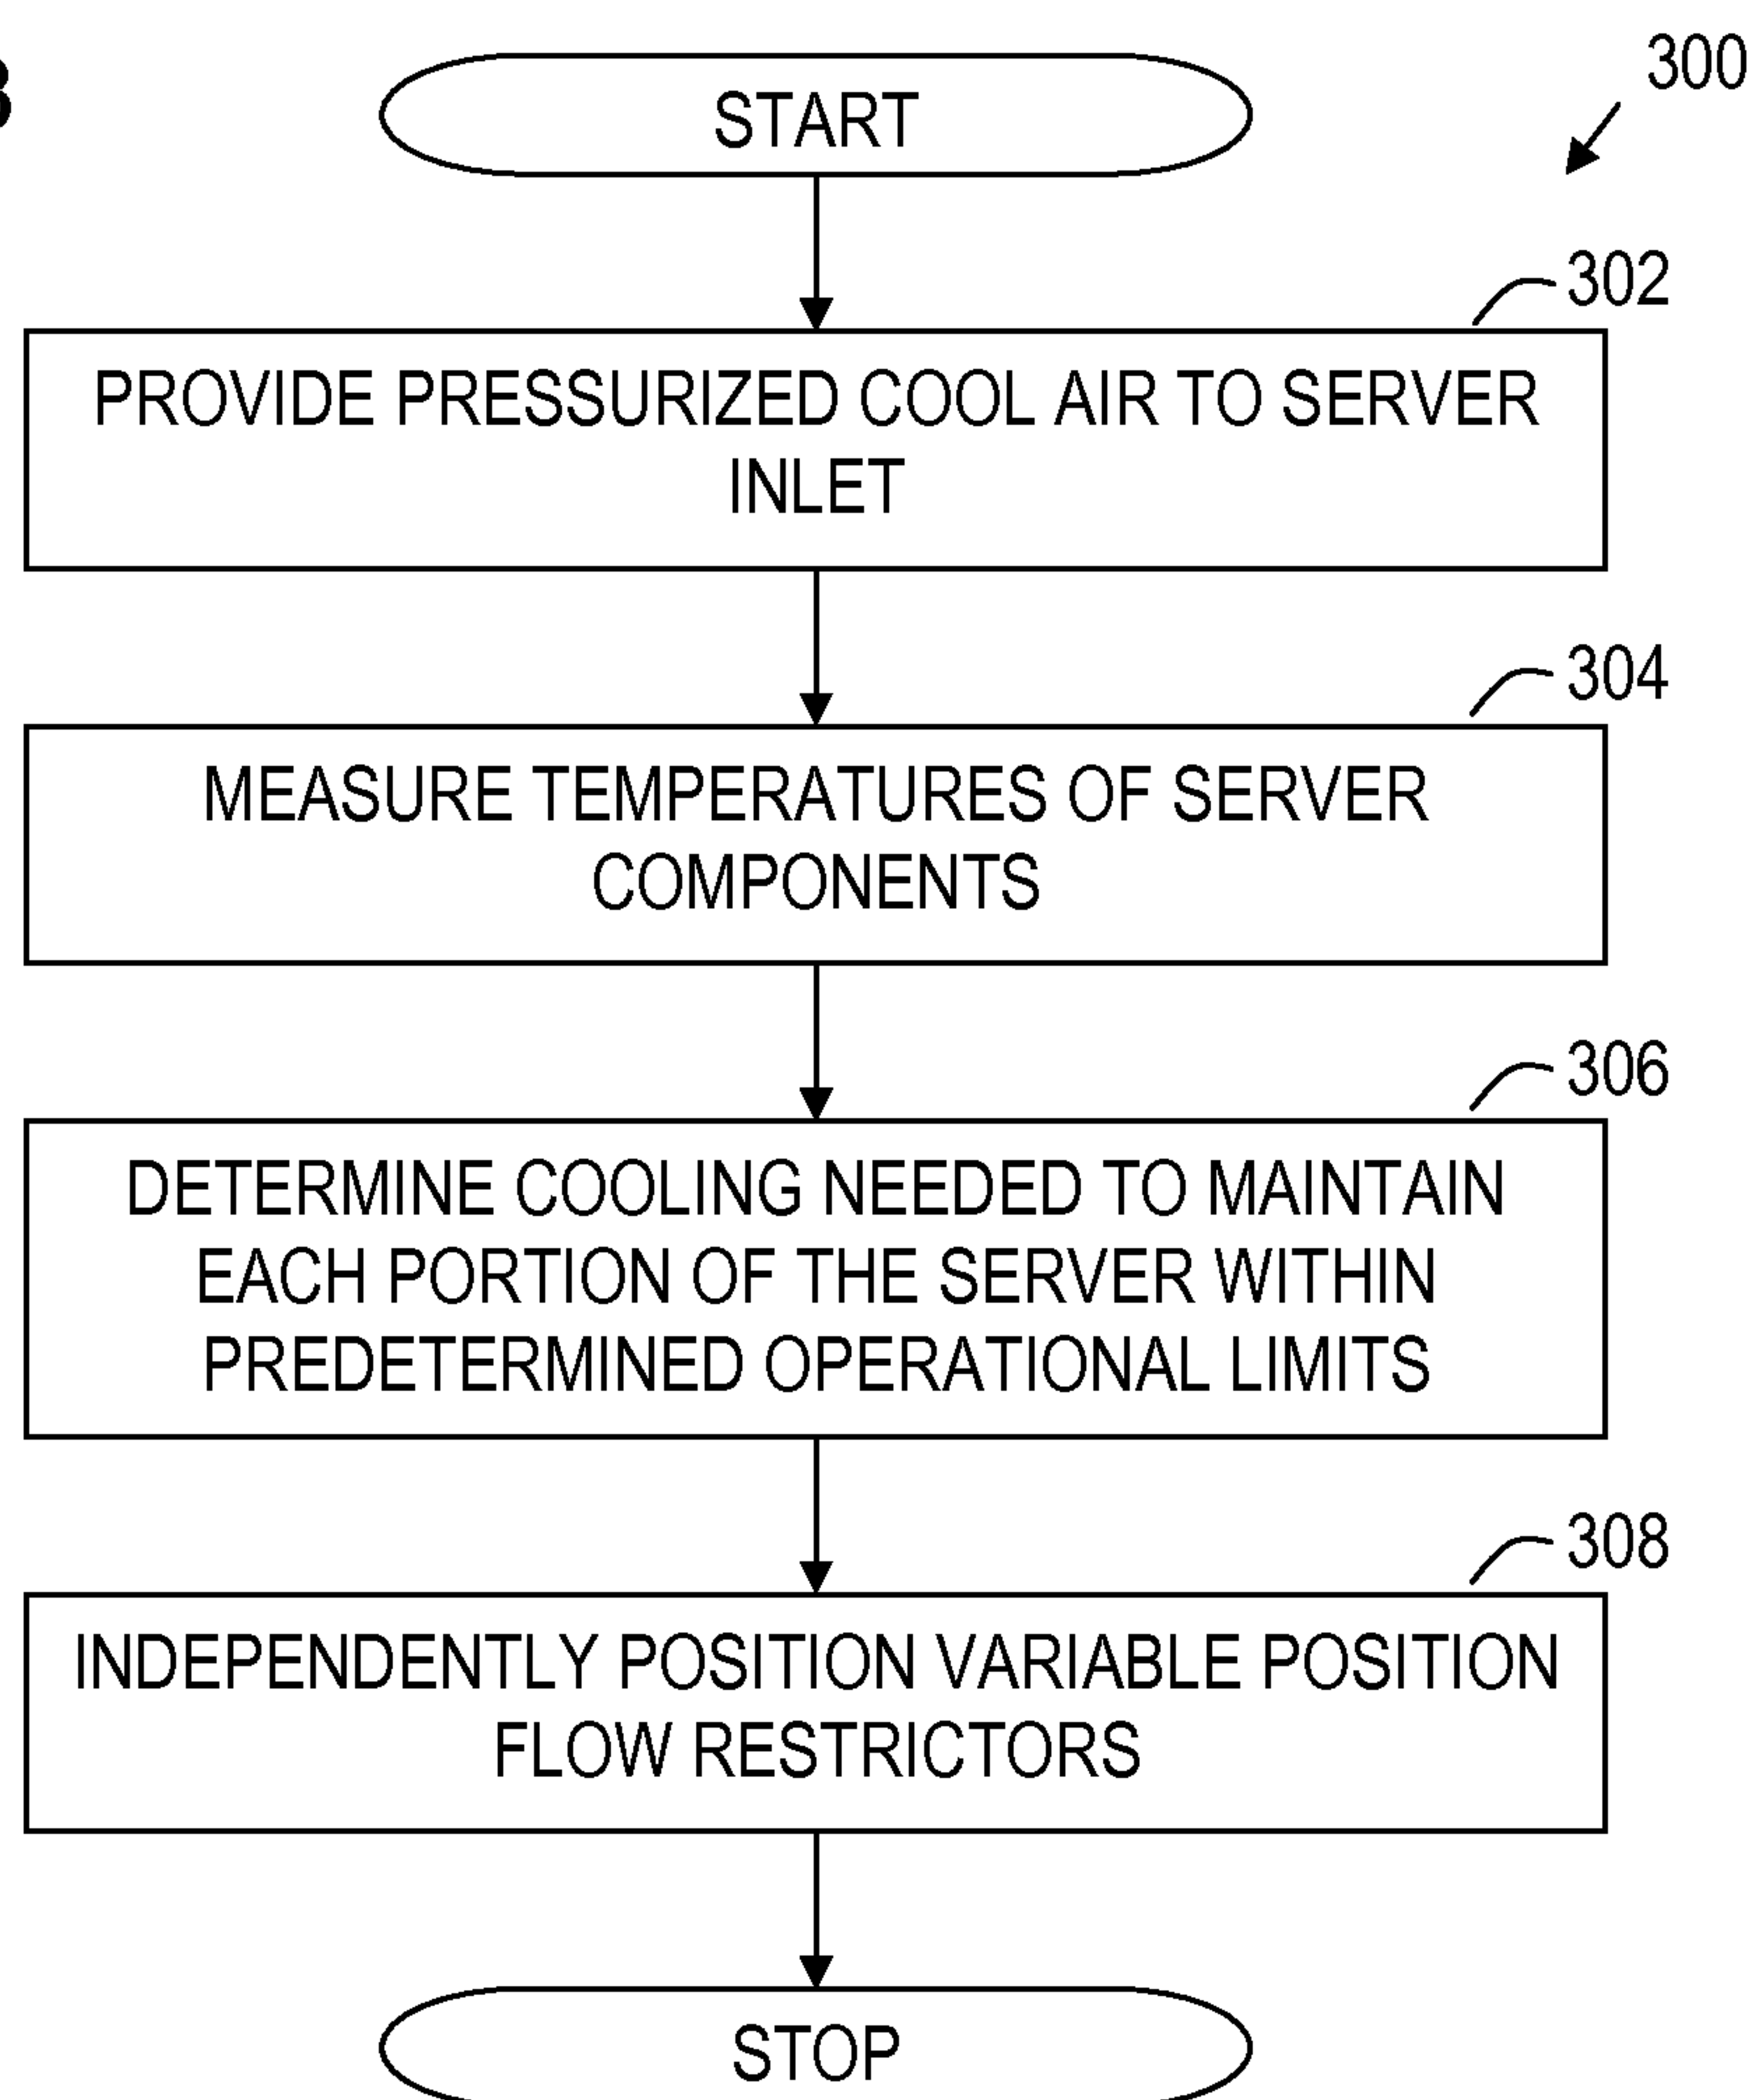 START
300
302
PROVIDE PRESSURIZED COOL AIR TO SERVER
INLET
304
MEASURE TEMPERATURES OF SERVER
COMPONENTS
306
DETERMINE COOLING NEEDED TO MAINTAIN
EACH PORTION OF THE SERVER WITHIN
PREDETERMINED OPERATIONAL LIMITS
308
INDEPENDENTLY POSITION VARIABLE POSITION
FLOW RESTRICTORS
STOP